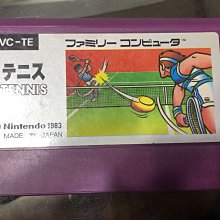 VC-TE
ファミリー コンピュータ
テニス
TENNIS
Nintendo 1983
MADE IN JAPAN